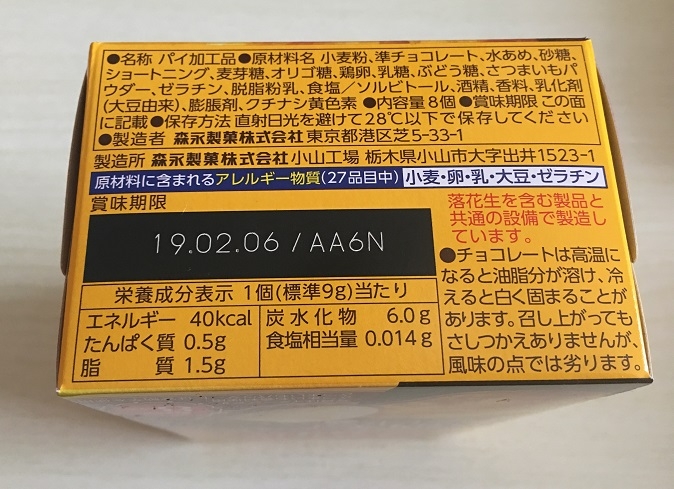 ●名称 パイ加工品●原材料名 小麦粉、準チョコレート、水あめ、砂糖、
ショートニング、麦芽糖、オリゴ糖、鶏卵、乳糖、ぶどう糖、さつまいもパ
ウダー、ゼラチン、脱脂粉乳、食塩／ソルビトール、酒精、香料、乳化剤
(大豆由来)、膨脹剤、クチナシ黄色素 ●内容量8個●賞味期限 この面
に記載●保存方法 直射日光を避けて28℃以下で保存してください
●製造者 森永製菓株式会社 東京都港区芝5-33-1
製造所 森永製菓株式会社小山工場 栃木県小山市大字出井1523-1
原材料に含まれるアレルギー物質(27品目中) 小麦・卵・乳・大豆・ゼラチン
賞味期限
19.02.06 /AA6N
栄養成分表示 1個(標準9g)当たり
エネルギー 40kcal 炭水化物 6.0g
たんぱく質 0.5g 食塩相当量 0.014g
脂質 1.5g
落花生を含む製品と
共通の設備で製造し
ています。
●チョコレートは高温に
なると油脂分が溶け、冷
えると白く固まることが
あります。召し上がっても
さしつかえありませんが、
風味の点では劣ります。